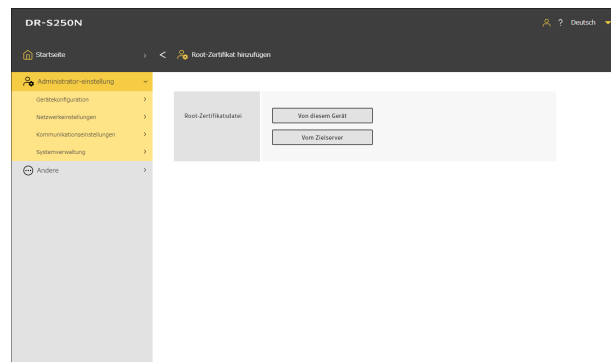 DR-S250N
? Deutsch
Startseite
Root-Zertifikat hinzufügen
Administrator-einstellung
Gerätekonfiguration
Netzwerkeinstellungen
Kommunikationseinstellungen
Systemverwaltung
Andere
Root-Zertifikatsdatei
Von diesem Gerät
Vom Zielserver